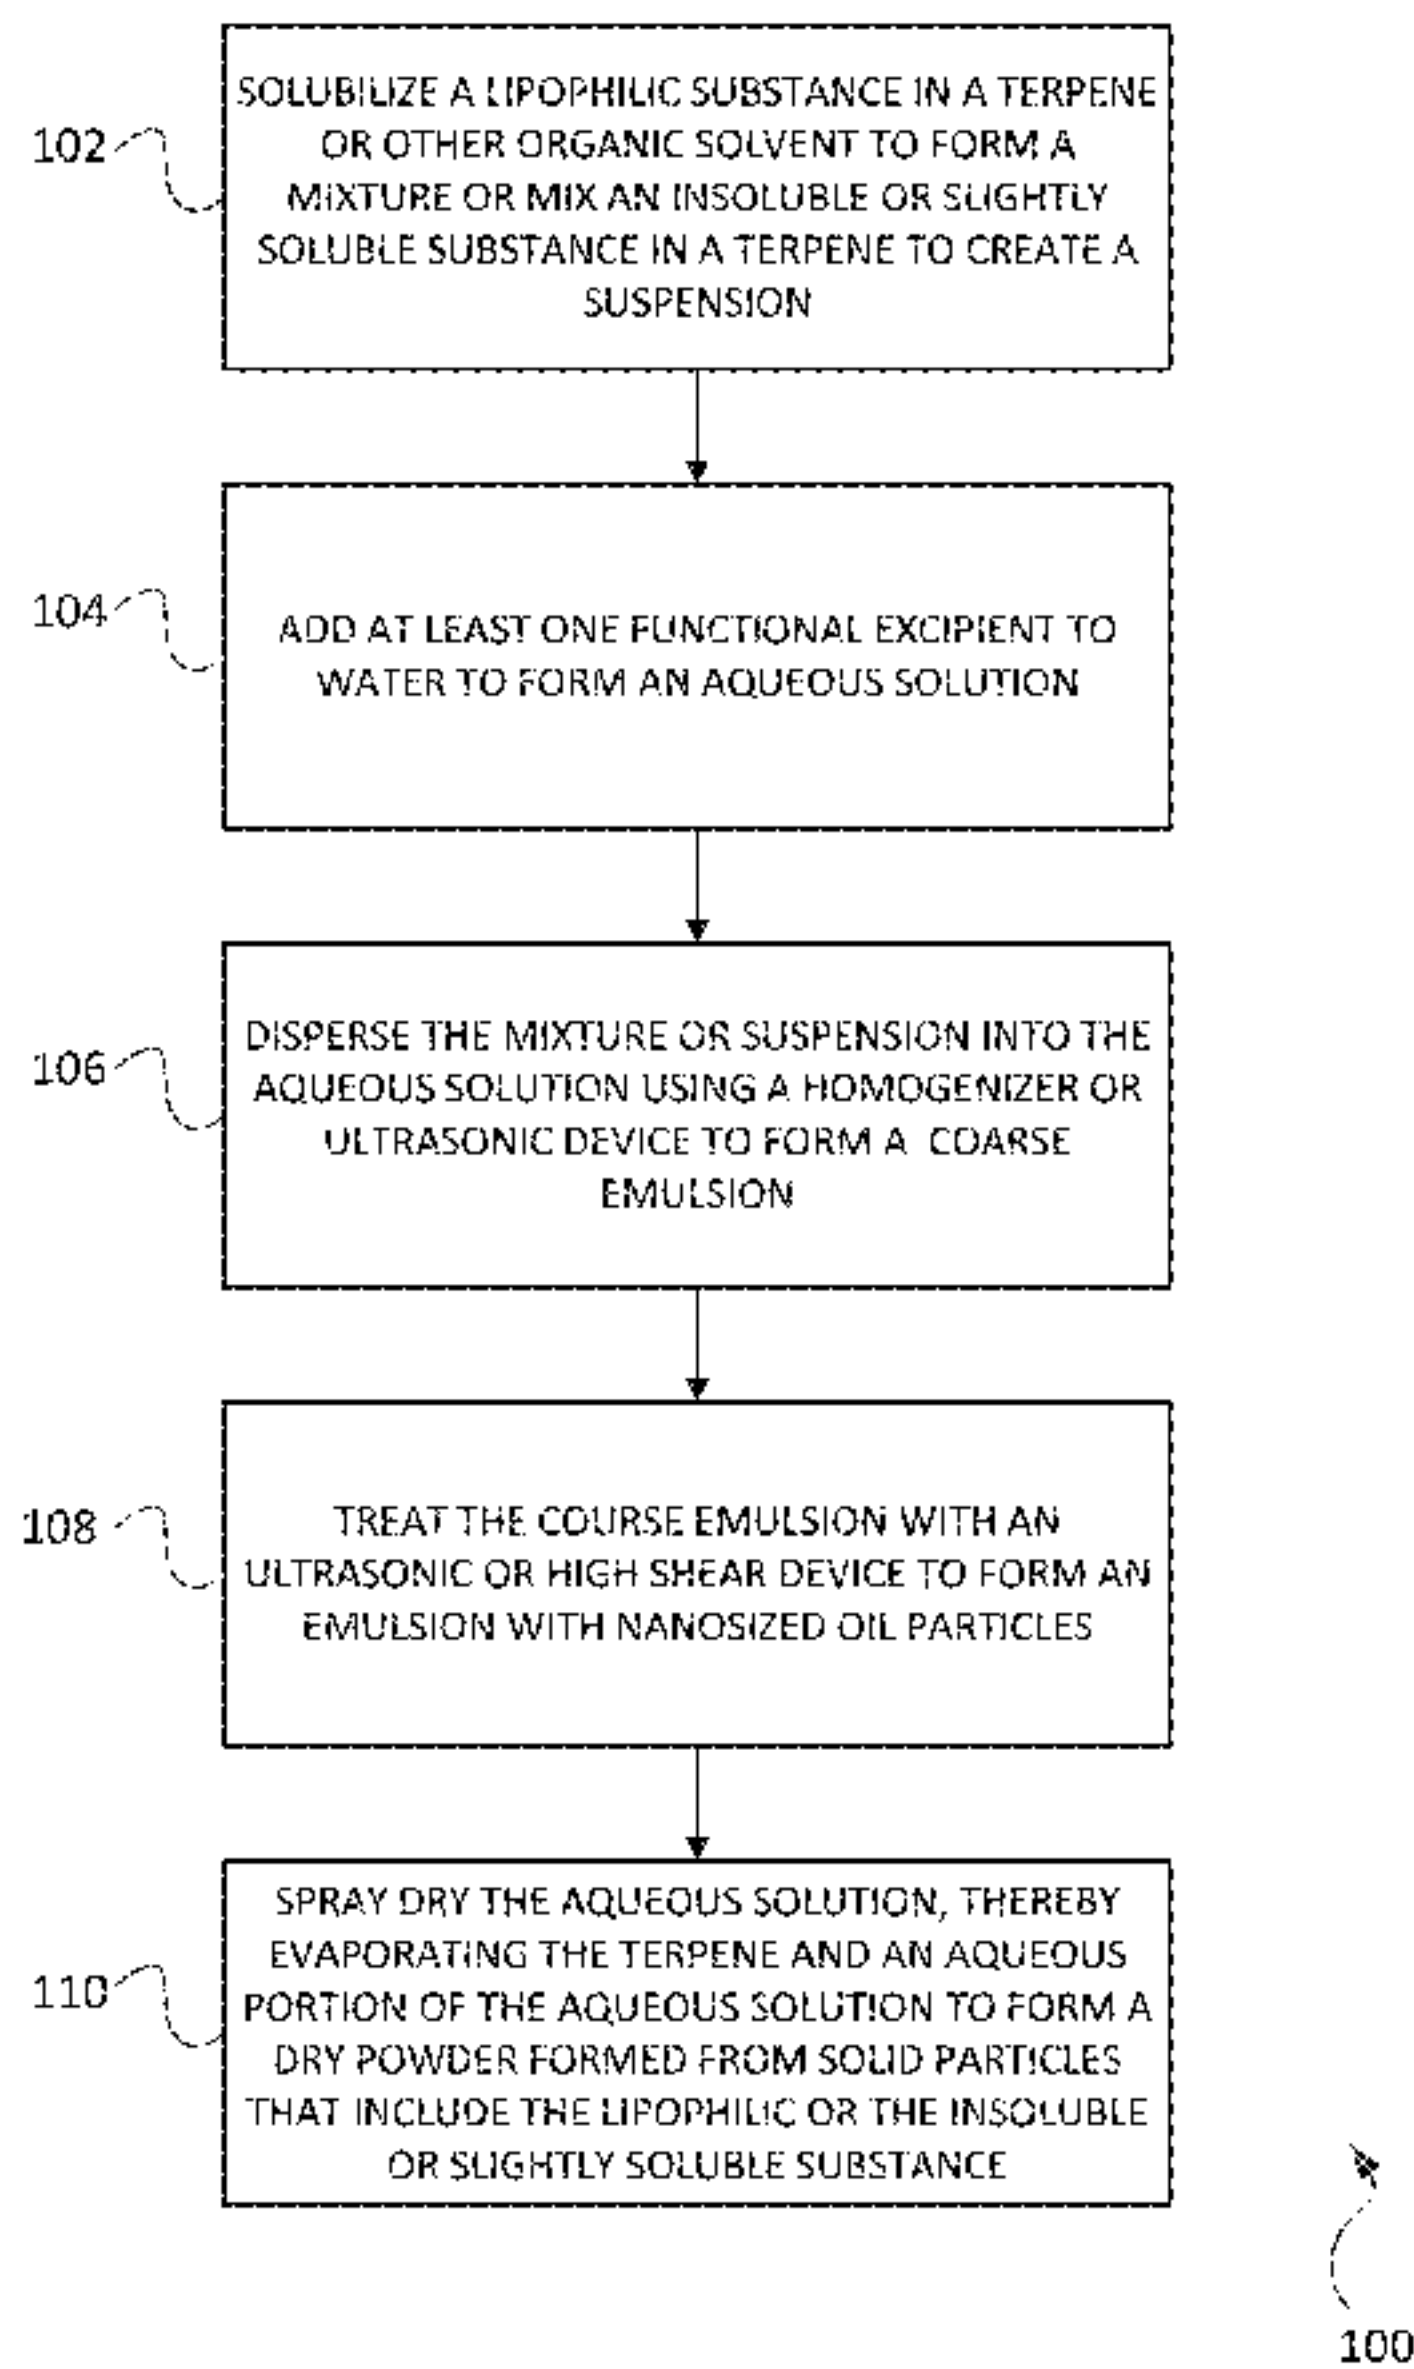 SOLUBILIZE A LIPOPHILIC SUBSTANCE IN A TERPENE
OR OTHER ORGANIC SOLVENT TO FORM A
102
MIXTURE OR MIX AN INSOLUBLE OR SLIGHTLY
SOLUBLE SUBSTANCE IN A TERPENE TO CREATE A
SUSPENSION
104
ADD AT LEAST ONE FUNCTIONAL EXCIPIENT TO
WATER TO FORM AN AQUEOUS SOLUTION
DISPERSE THE MIXTURE OR SUSPENSION INTO THE
106
AQUEOUS SOLUTION USING A HOMOGENIZER OR
ULTRASONIC DEVICE TO FORM A COARSE
EMULSION
108
TREAT THE COURSE EMULSION WITH AN
ULTRASONIC OR HIGH SHEAR DEVICE TO FORM AN
EMULSION WITH NANOSIZED OIL PARTICLES
SPRAY DRY THE AQUEOUS SOLUTION, THEREBY
EVAPORATING THE TERPENE AND AN AQUEOUS
110
PORTION OF THE AQUEOUS SOLUTION TO FORM A
DRY POWDER FORMED FROM SOLID PARTICLES
THAT INCLUDE THE LIPOPHILIC OR THE INSOLUBLE
OR SLIGHTLY SOLUBLE SUBSTANCE
100